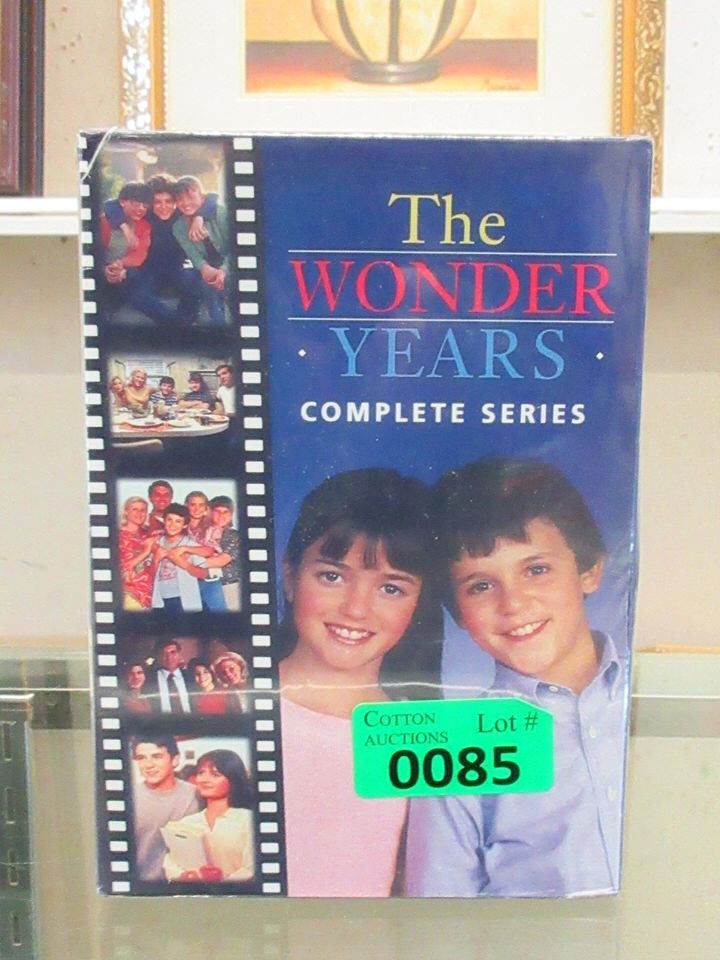 The
WONDER
· YEARS ·
COMPLETE SERIES
COTTON
AUCTIONS
Lot #
0085